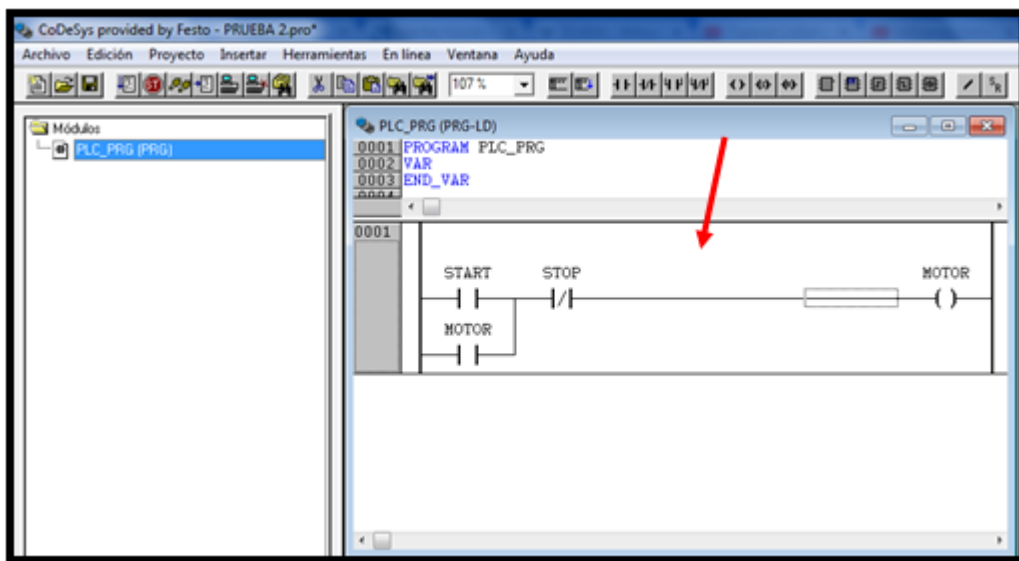 CoDeSys provided by Festo - PRUEBA 2.pro*
Archivo Edición Proyecto Insertar Herramientas En línea Ventana Ayuda
107 %
Módulos
PLC_PRG (PRG)
PLC_PRG (PRG-LD)
0001 PROGRAM PLC_PRG
0002 VAR
0003 END_VAR
0004
0001
START STOP MOTOR
MOTOR